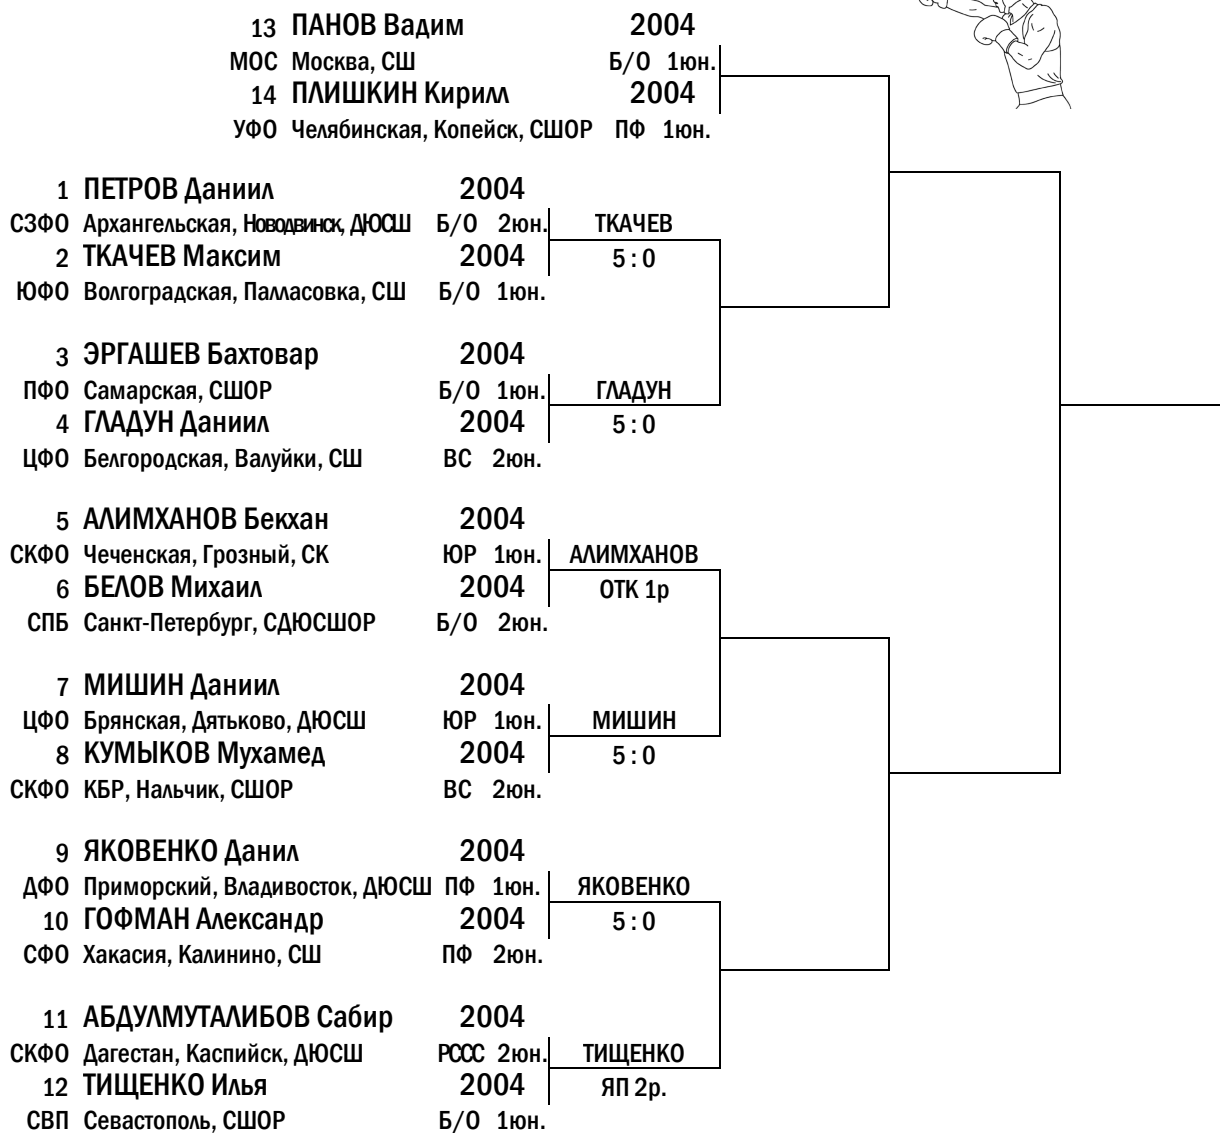 13 ПАНОВ Вадим 2004
МОС Москва, СШ Б/О 1юн.
14 ПЛИШКИН Кирилл 2004
УФО Челябинская, Копейск, СШОР ПФ 1юн.
1 ПЕТРОВ Даниил 2004
СЗФО Архангельская, Новодвинск, ДЮСШ Б/О 2юн. ТКАЧЕВ
2 ТКАЧЕВ Максим 2004 5 : 0
ЮФО Волгоградская, Палласовка, СШ Б/О 1юн.
3 ЭРГАШЕВ Бахтовар 2004
ПФО Самарская, СШОР Б/О 1юн. ГЛАДУН
4 ГЛАДУН Даниил 2004 5 : 0
ЦФО Белгородская, Валуйки, СШ ВС 2юн.
5 АЛИМХАНОВ Бекхан 2004
СКФО Чеченская, Грозный, СК ЮР 1юн. АЛИМХАНОВ
6 БЕЛОВ Михаил 2004 ОТК 1р
СПБ Санкт-Петербург, СДЮСШОР Б/О 2юн.
7 МИШИН Даниил 2004
ЦФО Брянская, Дятьково, ДЮСШ ЮР 1юн. МИШИН
8 КУМЫКОВ Мухамед 2004 5 : 0
СКФО КБР, Нальчик, СШОР ВС 2юн.
9 ЯКОВЕНКО Данил 2004
ДФО Приморский, Владивосток, ДЮСШ ПФ 1юн. ЯКОВЕНКО
10 ГОФМАН Александр 2004 5 : 0
СФО Хакасия, Калинино, СШ ПФ 2юн.
11 АБДУЛМУТАЛИБОВ Сабир 2004
СКФО Дагестан, Каспийск, ДЮСШ РССС 2юн. ТИЩЕНКО
12 ТИЩЕНКО Илья 2004 ЯП 2р.
СВП Севастополь, СШОР Б/О 1юн.